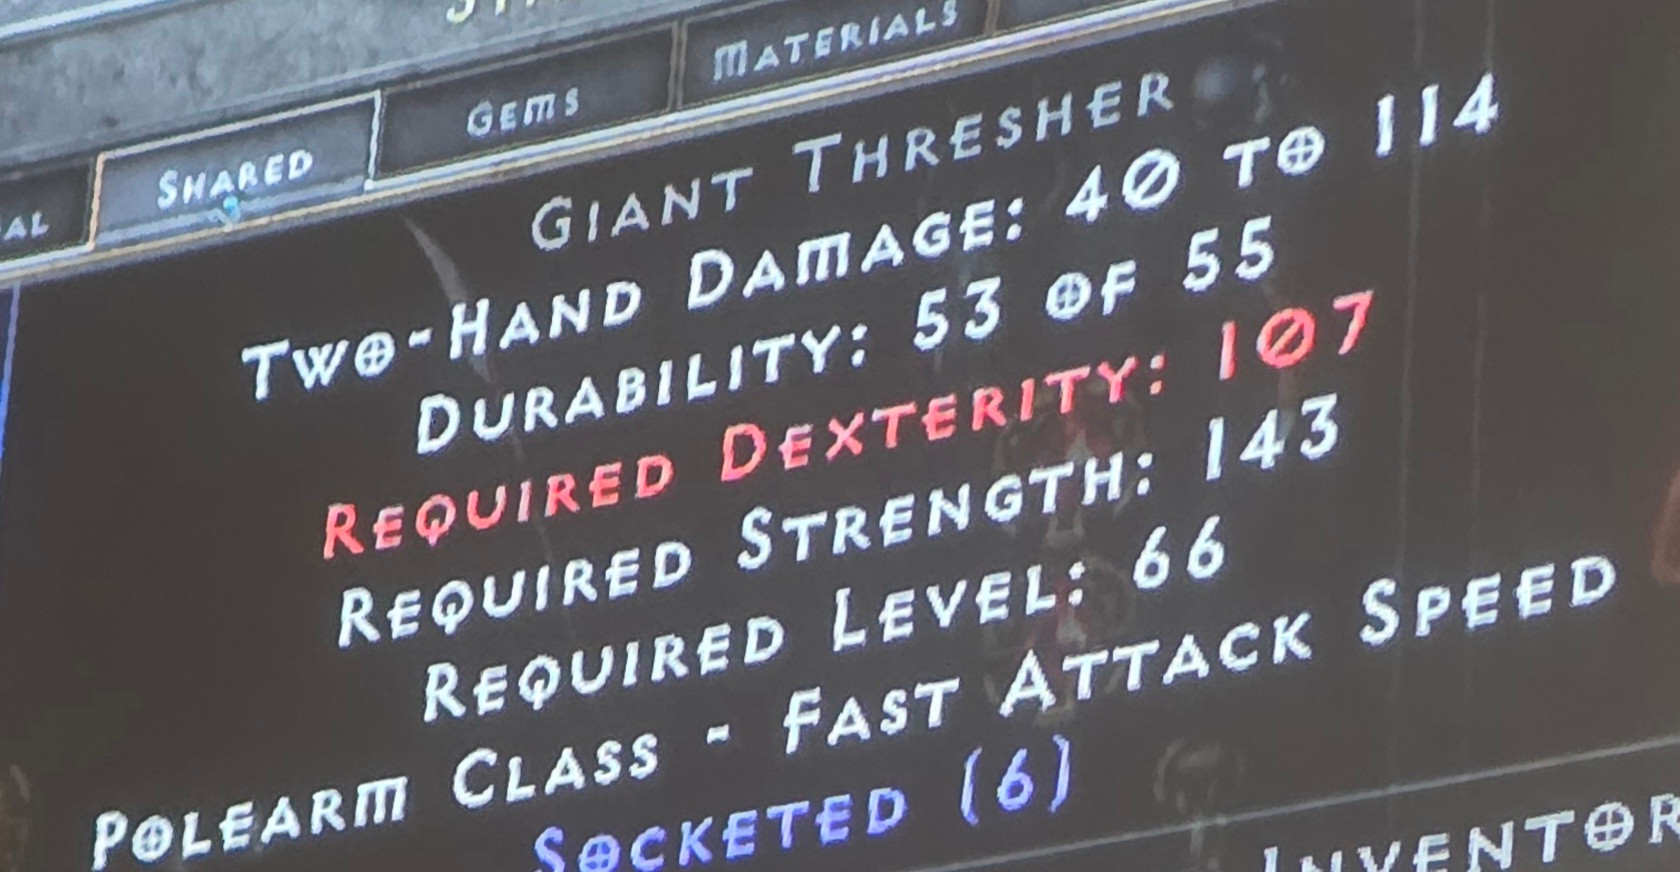 Shared
Gems
Materials
Giant Thresher
Two-Hand Damage: 40 to 114
Durability: 53 of 55
Required Dexterity: 107
Required Strength: 143
Required Level: 66
Polearm Class - Fast Attack Speed
Socketed (6)